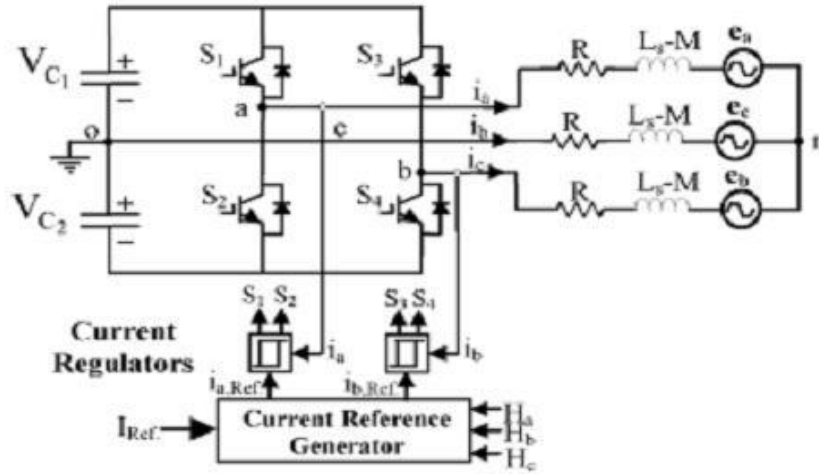 V_C1
+
−
S1
S3
i_a
R
L_s-M
e_a
a
o
c
i_b
R
L_s-M
e_c
b
i_c
V_C2
+
−
S2
S4
R
L_s-M
e_b
S1 S2
S3 S4
Current
Regulators
i_a
i_b
i_a,Ref.
i_b,Ref.
I_Ref.
Current Reference
Generator
H_a
H_b
H_c